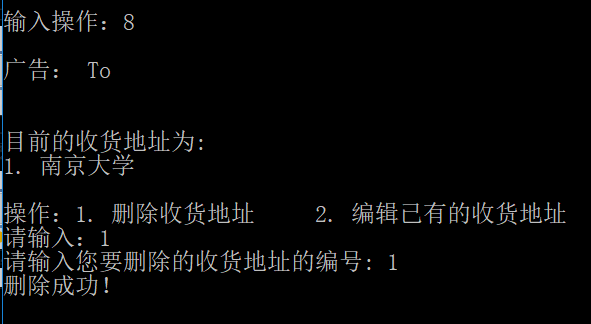 输入操作：8
广告： To
目前的收货地址为:
1. 南京大学
操作：1. 删除收货地址 2. 编辑已有的收货地址
请输入：1
请输入您要删除的收货地址的编号: 1
删除成功！